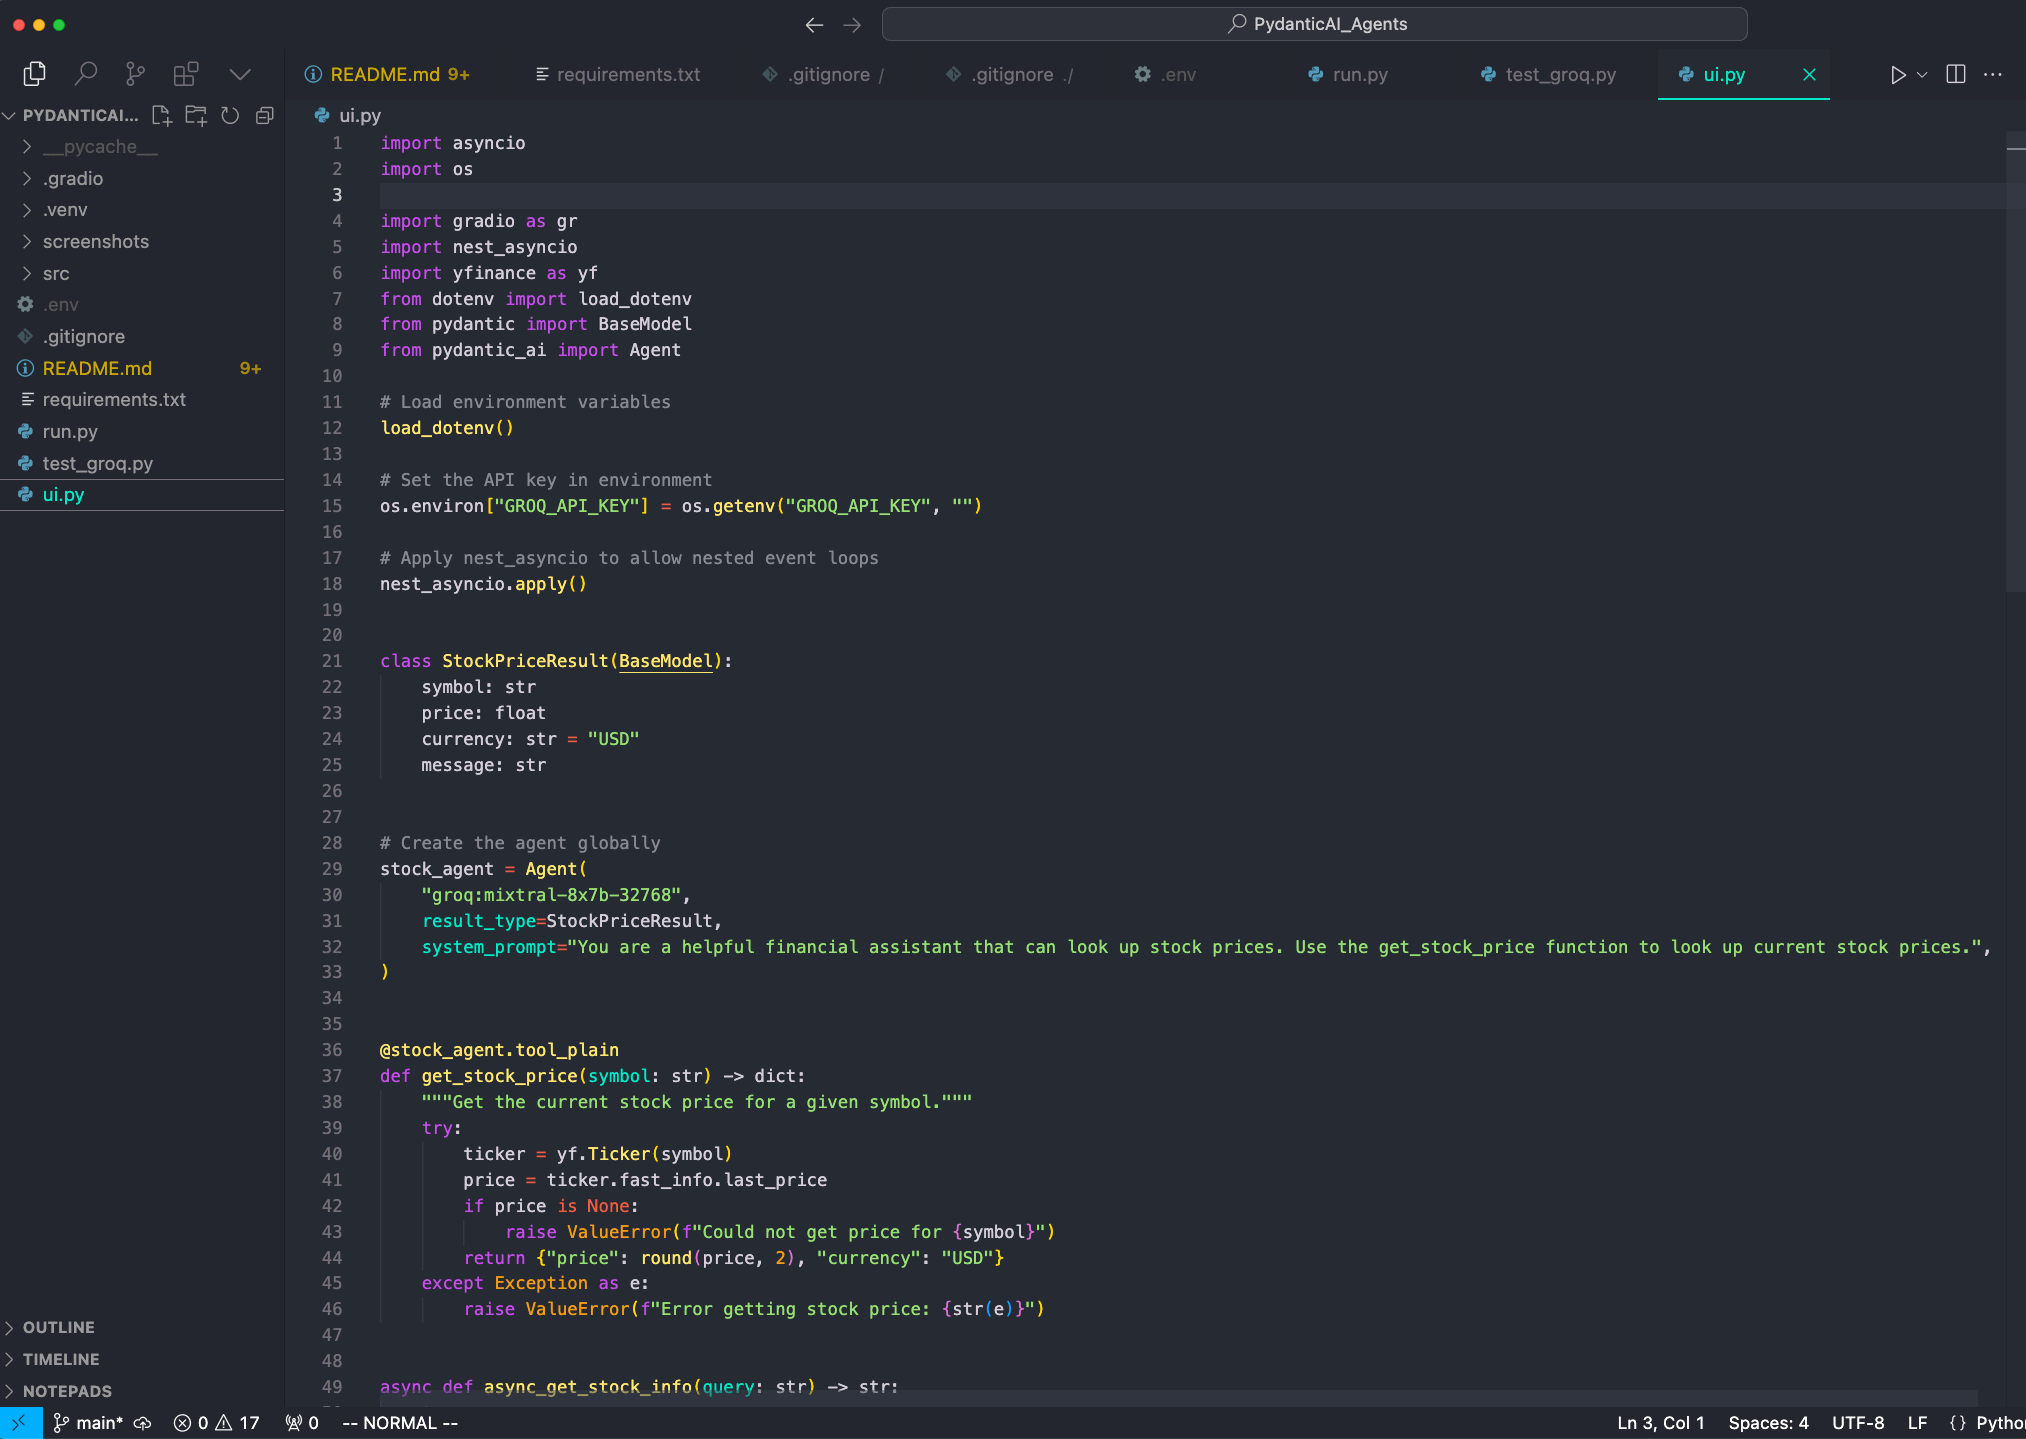 PydanticAI_Agents
README.md 9+
requirements.txt
.gitignore /
.gitignore ./
.env
run.py
test_groq.py
ui.py
PYDANTICAI...
__pycache__
.gradio
.venv
screenshots
src
.env
.gitignore
README.md 9+
requirements.txt
run.py
test_groq.py
ui.py
OUTLINE
TIMELINE
NOTEPADS
ui.py
1 import asyncio
2 import os
3
4 import gradio as gr
5 import nest_asyncio
6 import yfinance as yf
7 from dotenv import load_dotenv
8 from pydantic import BaseModel
9 from pydantic_ai import Agent
10
11 # Load environment variables
12 load_dotenv()
13
14 # Set the API key in environment
15 os.environ["GROQ_API_KEY"] = os.getenv("GROQ_API_KEY", "")
16
17 # Apply nest_asyncio to allow nested event loops
18 nest_asyncio.apply()
19
20
21 class StockPriceResult(BaseModel):
22     symbol: str
23     price: float
24     currency: str = "USD"
25     message: str
26
27
28 # Create the agent globally
29 stock_agent = Agent(
30     "groq:mixtral-8x7b-32768",
31     result_type=StockPriceResult,
32     system_prompt="You are a helpful financial assistant that can look up stock prices. Use the get_stock_price function to look up current stock prices.",
33 )
34
35
36 @stock_agent.tool_plain
37 def get_stock_price(symbol: str) -> dict:
38     """Get the current stock price for a given symbol."""
39     try:
40         ticker = yf.Ticker(symbol)
41         price = ticker.fast_info.last_price
42         if price is None:
43             raise ValueError(f"Could not get price for {symbol}")
44         return {"price": round(price, 2), "currency": "USD"}
45     except Exception as e:
46         raise ValueError(f"Error getting stock price: {str(e)}")
47
48
49 async def async_get_stock_info(query: str) -> str:
main* 0 17 0 -- NORMAL -- Ln 3, Col 1 Spaces: 4 UTF-8 LF {} Pytho